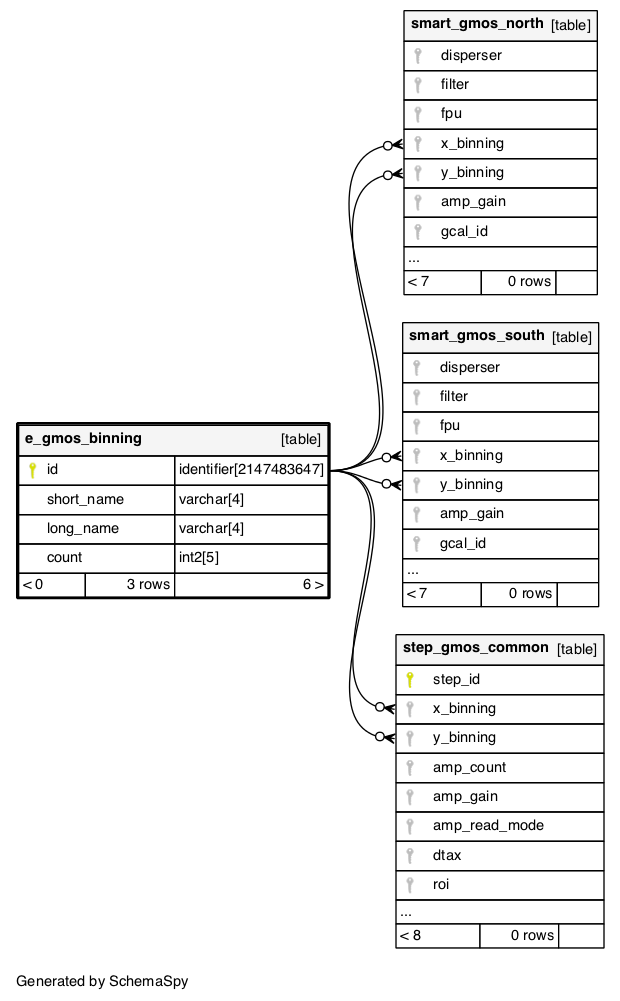 smart_gmos_north [table]
disperser
filter
fpu
x_binning
y_binning
amp_gain
gcal_id
...
< 7 0 rows
smart_gmos_south [table]
disperser
filter
fpu
x_binning
y_binning
amp_gain
gcal_id
...
< 7 0 rows
e_gmos_binning [table]
id identifier[2147483647]
short_name varchar[4]
long_name varchar[4]
count int2[5]
< 0 3 rows 6 >
step_gmos_common [table]
step_id
x_binning
y_binning
amp_count
amp_gain
amp_read_mode
dtax
roi
...
< 8 0 rows
Generated by SchemaSpy